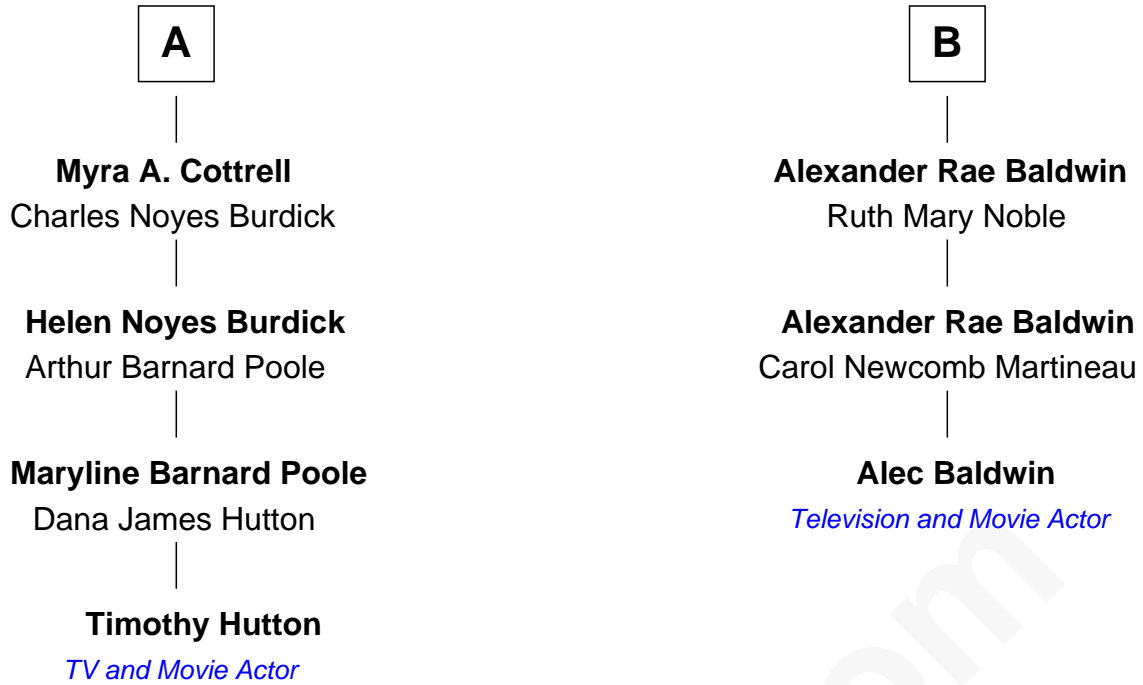 A
Myra A. Cottrell
Charles Noyes Burdick
Helen Noyes Burdick
Arthur Barnard Poole
Maryline Barnard Poole
Dana James Hutton
Timothy Hutton
TV and Movie Actor
B
Alexander Rae Baldwin
Ruth Mary Noble
Alexander Rae Baldwin
Carol Newcomb Martineau
Alec Baldwin
Television and Movie Actor
om